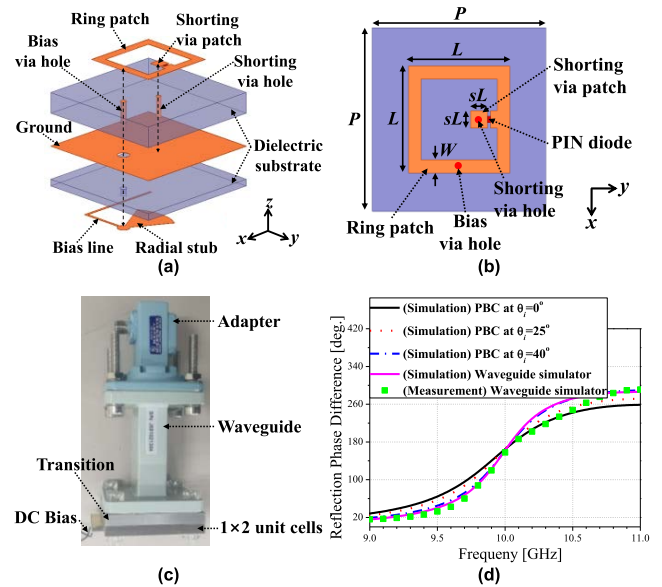 Ring patch
Shorting
via patch
Bias
via hole
Shorting
via hole
Ground
Dielectric
substrate
Bias line
Radial stub
z
x
y
(a)
P
L
Shorting
via patch
sL
P
L
sL
PIN diode
W
Shorting
via hole
Ring patch
Bias
via hole
y
x
(b)
Adapter
Waveguide
Transition
DC Bias
1×2 unit cells
(c)
Reflection Phase Difference [deg.]
(Simulation) PBC at θi=0°
(Simulation) PBC at θi=25°
(Simulation) PBC at θi=40°
(Simulation) Waveguide simulator
(Measurement) Waveguide simulator
420
340
260
180
100
20
9.0 9.5 10.0 10.5 11.0
Frequeny [GHz]
(d)